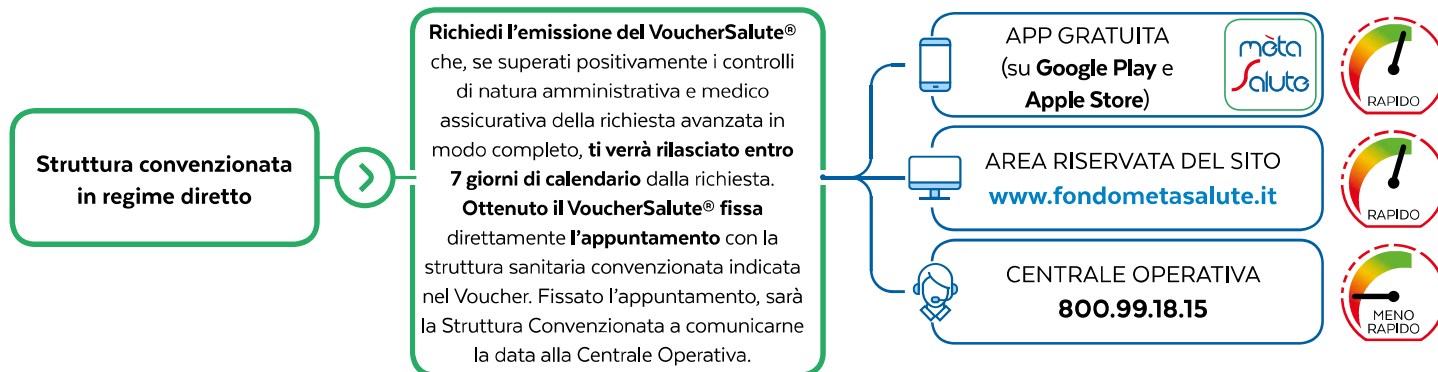 Struttura convenzionata
in regime diretto
Richiedi l'emissione del VoucherSalute®
che, se superati positivamente i controlli
di natura amministrativa e medico
assicurativa della richiesta avanzata in
modo completo, ti verrà rilasciato entro
7 giorni di calendario dalla richiesta.
Ottenuto il VoucherSalute® fissa
direttamente l'appuntamento con la
struttura sanitaria convenzionata indicata
nel Voucher. Fissato l'appuntamento, sarà
la Struttura Convenzionata a comunicarne
la data alla Centrale Operativa.
APP GRATUITA
(su Google Play e
Apple Store)
mèta
Salute
RAPIDO
AREA RISERVATA DEL SITO
www.fondometasalute.it
RAPIDO
CENTRALE OPERATIVA
800.99.18.15
MENO
RAPIDO